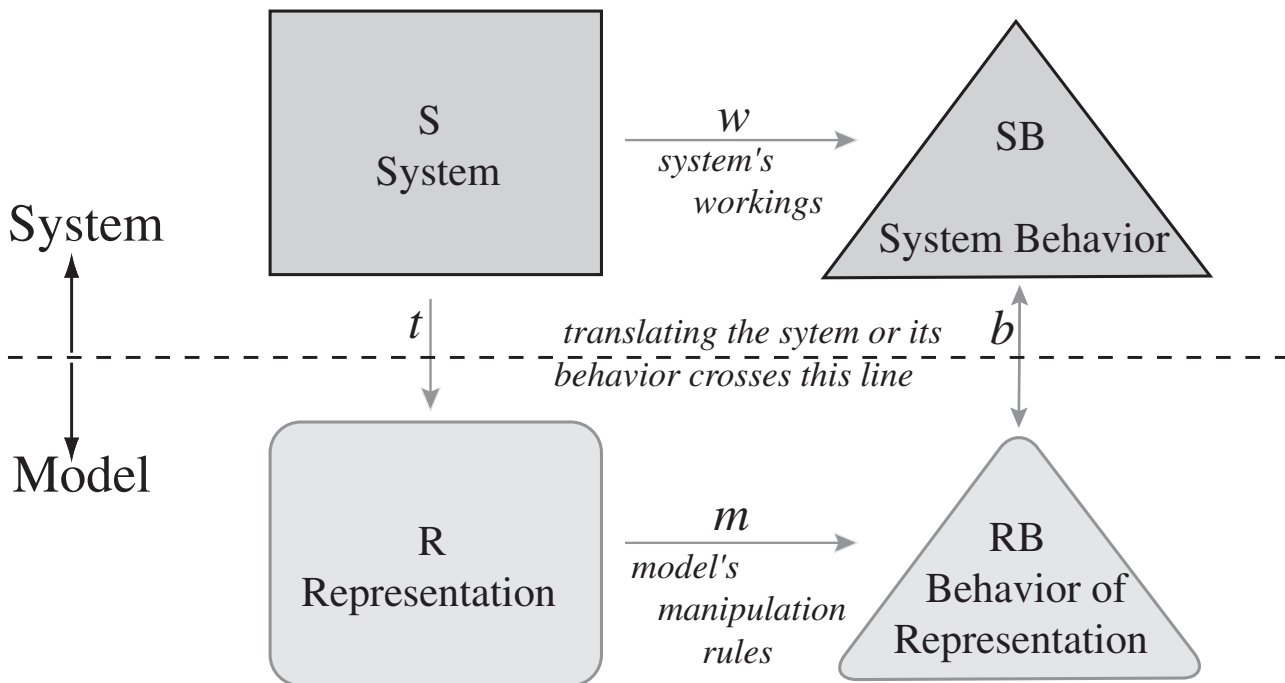 S
System
w
system's
workings
SB
System Behavior
System
t
translating the sytem or its
behavior crosses this line
b
Model
R
Representation
m
model's
manipulation
rules
RB
Behavior of
Representation